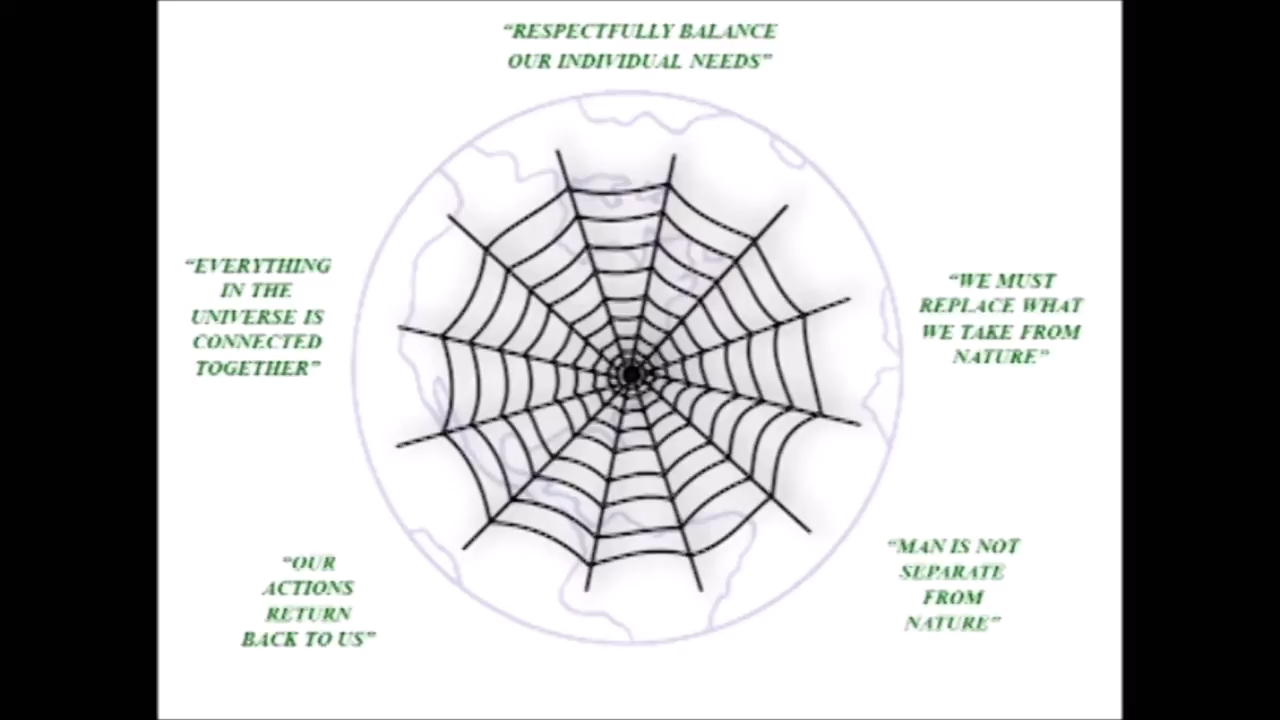 “RESPECTFULLY BALANCE
OUR INDIVIDUAL NEEDS”
“EVERYTHING
IN THE
UNIVERSE IS
CONNECTED
TOGETHER”
“WE MUST
REPLACE WHAT
WE TAKE FROM
NATURE”
“OUR
ACTIONS
RETURN
BACK TO US”
“MAN IS NOT
SEPARATE
FROM
NATURE”